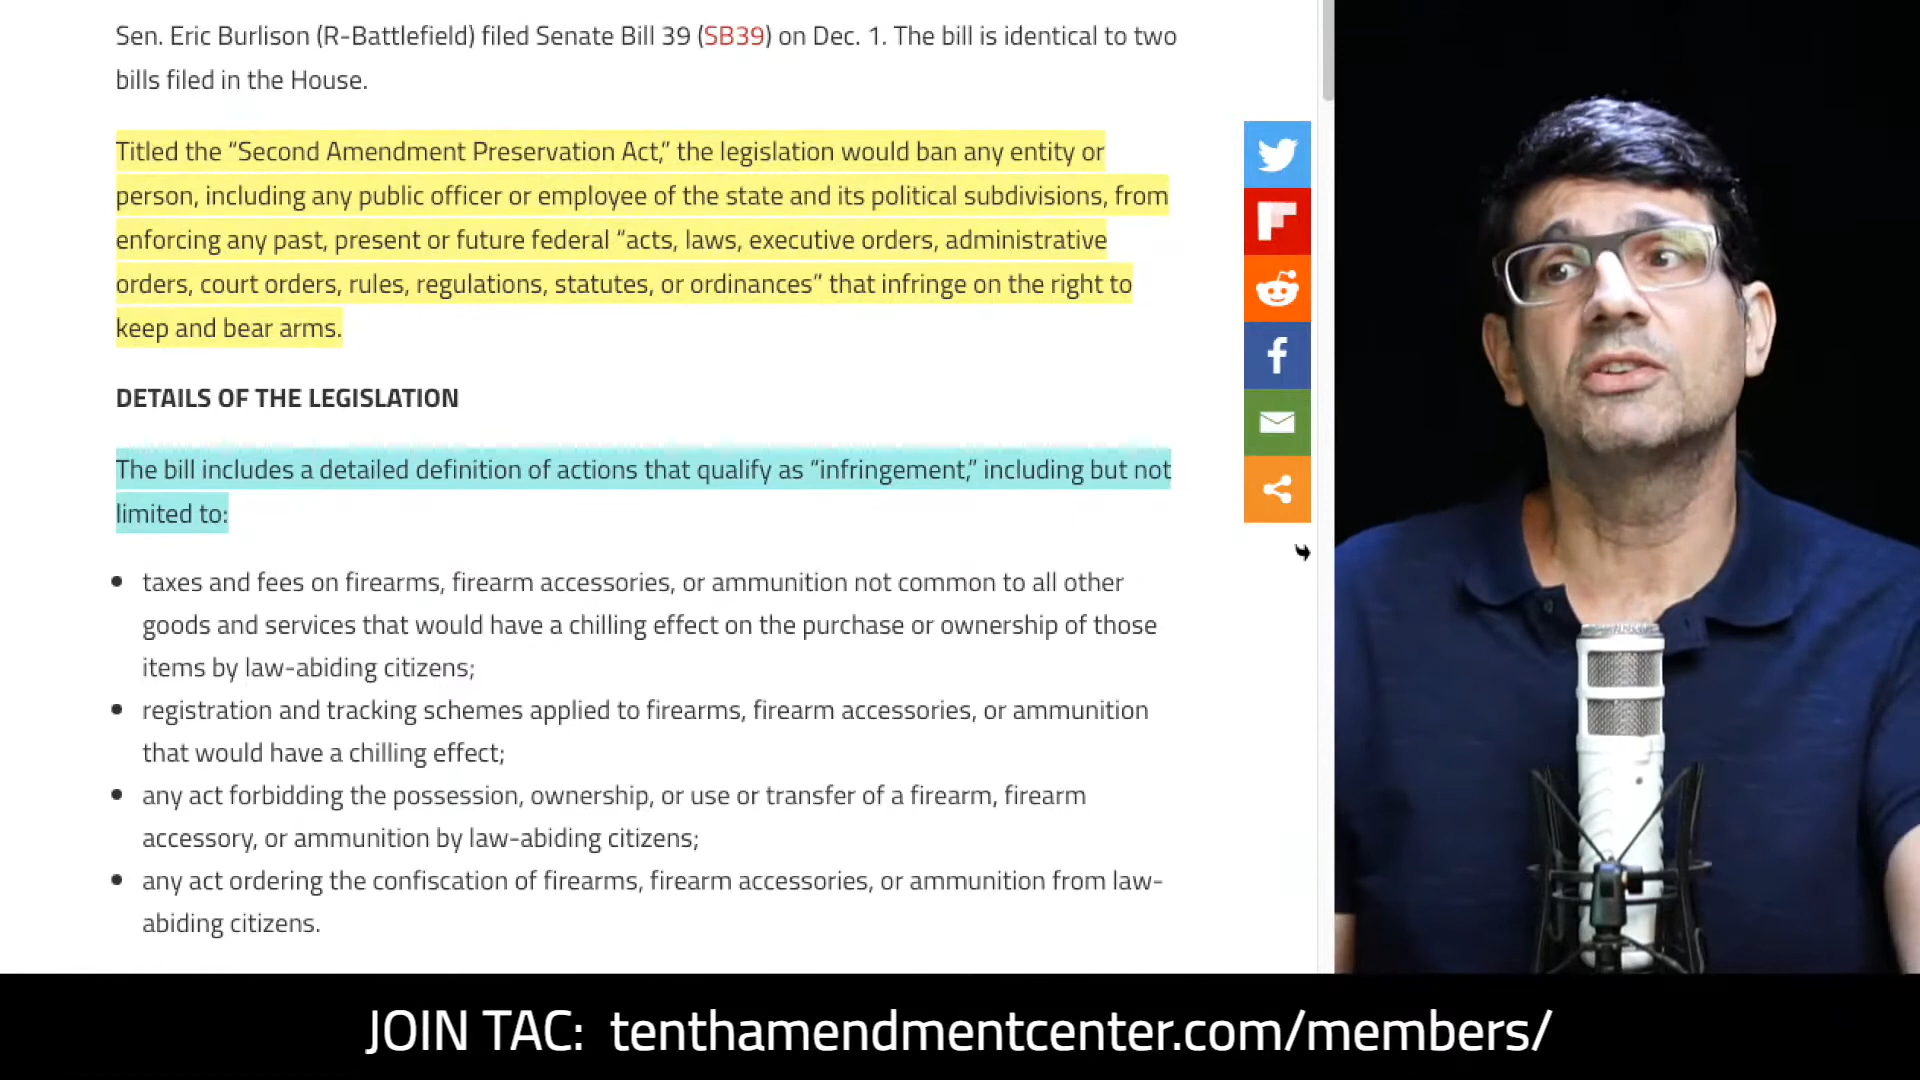 Sen. Eric Burlison (R-Battlefield) filed Senate Bill 39 (SB39) on Dec. 1. The bill is identical to two
bills filed in the House.
Titled the “Second Amendment Preservation Act,” the legislation would ban any entity or
person, including any public officer or employee of the state and its political subdivisions, from
enforcing any past, present or future federal “acts, laws, executive orders, administrative
orders, court orders, rules, regulations, statutes, or ordinances” that infringe on the right to
keep and bear arms.
DETAILS OF THE LEGISLATION
The bill includes a detailed definition of actions that qualify as “infringement,” including but not
limited to:
• taxes and fees on firearms, firearm accessories, or ammunition not common to all other
goods and services that would have a chilling effect on the purchase or ownership of those
items by law-abiding citizens;
• registration and tracking schemes applied to firearms, firearm accessories, or ammunition
that would have a chilling effect;
• any act forbidding the possession, ownership, or use or transfer of a firearm, firearm
accessory, or ammunition by law-abiding citizens;
• any act ordering the confiscation of firearms, firearm accessories, or ammunition from law-
abiding citizens.
JOIN TAC: tenthamendmentcenter.com/members/